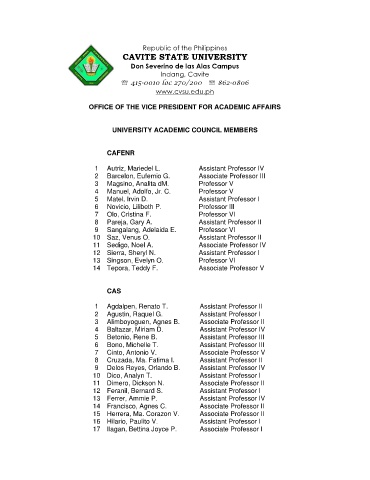 Republic of the Philippines
CAVITE STATE UNIVERSITY
Don Severino de las Alas Campus
Indang, Cavite
☏ 415-0010 loc 270/200 ☏ 862-0806
www.cvsu.edu.ph
OFFICE OF THE VICE PRESIDENT FOR ACADEMIC AFFAIRS
UNIVERSITY ACADEMIC COUNCIL MEMBERS
CAFENR
1 Autriz, Mariedel L. Assistant Professor IV
2 Barcelon, Eufemio G. Associate Professor III
3 Magsino, Analita dM. Professor V
4 Manuel, Adolfo, Jr. C. Professor V
5 Matel, Irvin D. Assistant Professor I
6 Novicio, Liliboth P. Professor III
7 Olo, Cristina F. Professor VI
8 Pareja, Gary A. Assistant Professor II
9 Sangalang, Adelaida E. Professor VI
10 Saz, Venus O. Assistant Professor II
11 Sedigo, Noel A. Associate Professor IV
12 Sierra, Sheryl N. Assistant Professor I
13 Singson, Evelyn O. Professor VI
14 Tepora, Teddy F. Associate Professor V
CAS
1 Agdalpen, Renato T. Assistant Professor II
2 Agustin, Raquel G. Assistant Professor I
3 Alimboyoguen, Agnes B. Associate Professor II
4 Baltazar, Miriam D. Assistant Professor IV
5 Betonio, Rene B. Assistant Professor III
6 Bono, Michelle T. Assistant Professor III
7 Cinto, Antonio V. Associate Professor V
8 Cruzada, Ma. Fatima I. Assistant Professor II
9 Delos Reyes, Orlando B. Assistant Professor IV
10 Dico, Analyn T. Assistant Professor I
11 Dimero, Dickson N. Associate Professor II
12 Feranil, Bernard S. Assistant Professor I
13 Ferrer, Ammie P. Assistant Professor IV
14 Francisco, Agnes C. Associate Professor II
15 Herrera, Ma. Corazon V. Associate Professor II
16 Hilario, Paulito V. Assistant Professor I
17 Ilagan, Bettina Joyce P. Associate Professor I